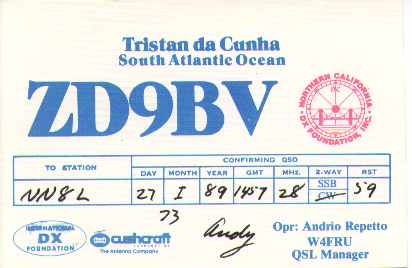 Tristan da Cunha
South Atlantic Ocean
ZD9BV
NORTHERN CALIFORNIA
DX FOUNDATION, INC.
TO STATION
CONFIRMING QSO
DAY MONTH YEAR GMT MHZ. 2-WAY RST
NN8L 27 I 89 1457 28 SSB CW 59
73
Andy
INTERNATIONAL
DX
FOUNDATION
cushcraft
CORPORATION
The Antenna Company
Opr: Andrio Repetto
W4FRU
QSL Manager